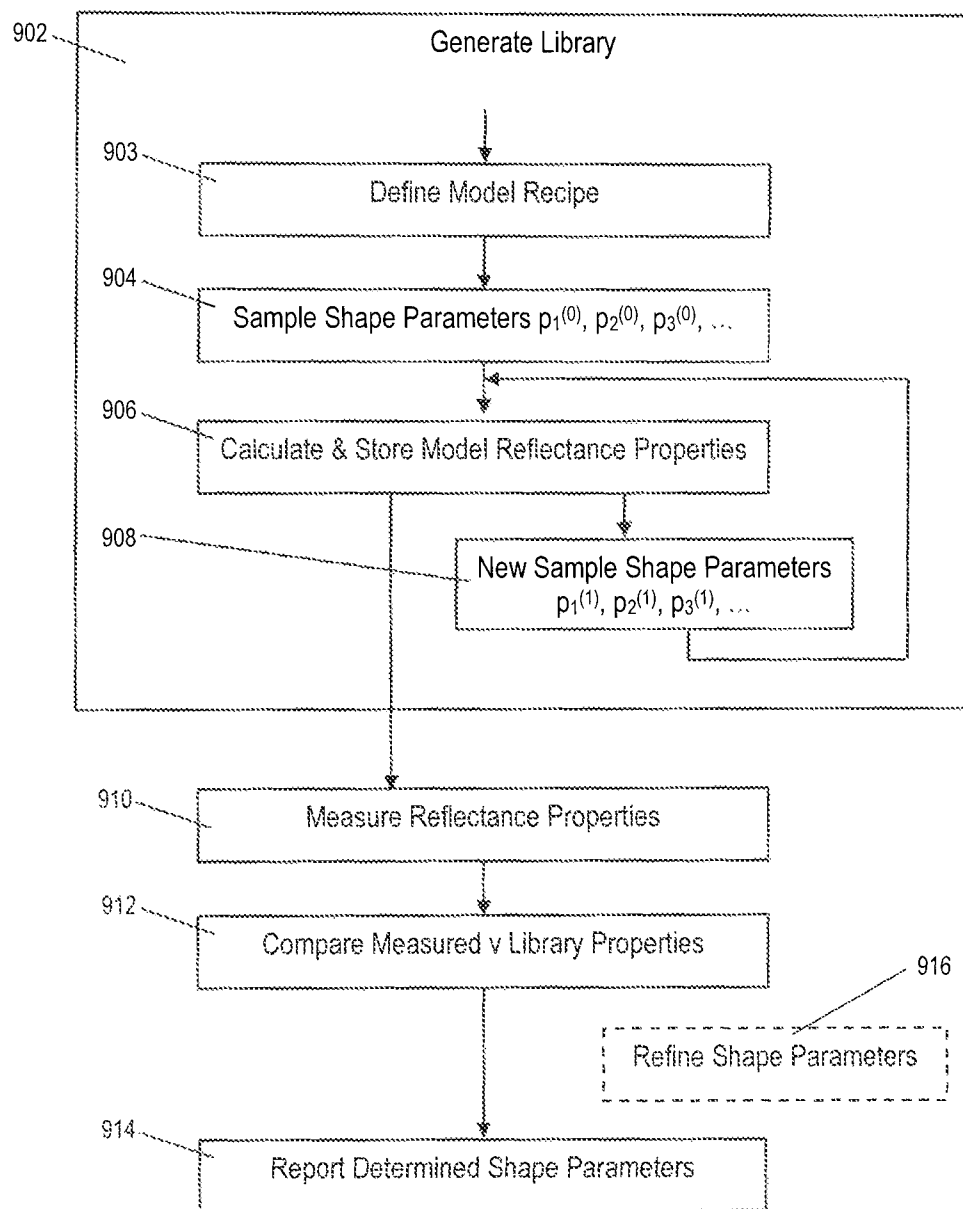 902
Generate Library
903
Define Model Recipe
904
Sample Shape Parameters p₁⁽⁰⁾, p₂⁽⁰⁾, p₃⁽⁰⁾, …
906
Calculate & Store Model Reflectance Properties
908
New Sample Shape Parameters
p₁⁽¹⁾, p₂⁽¹⁾, p₃⁽¹⁾, …
910
Measure Reflectance Properties
912
Compare Measured v Library Properties
916
Refine Shape Parameters
914
Report Determined Shape Parameters